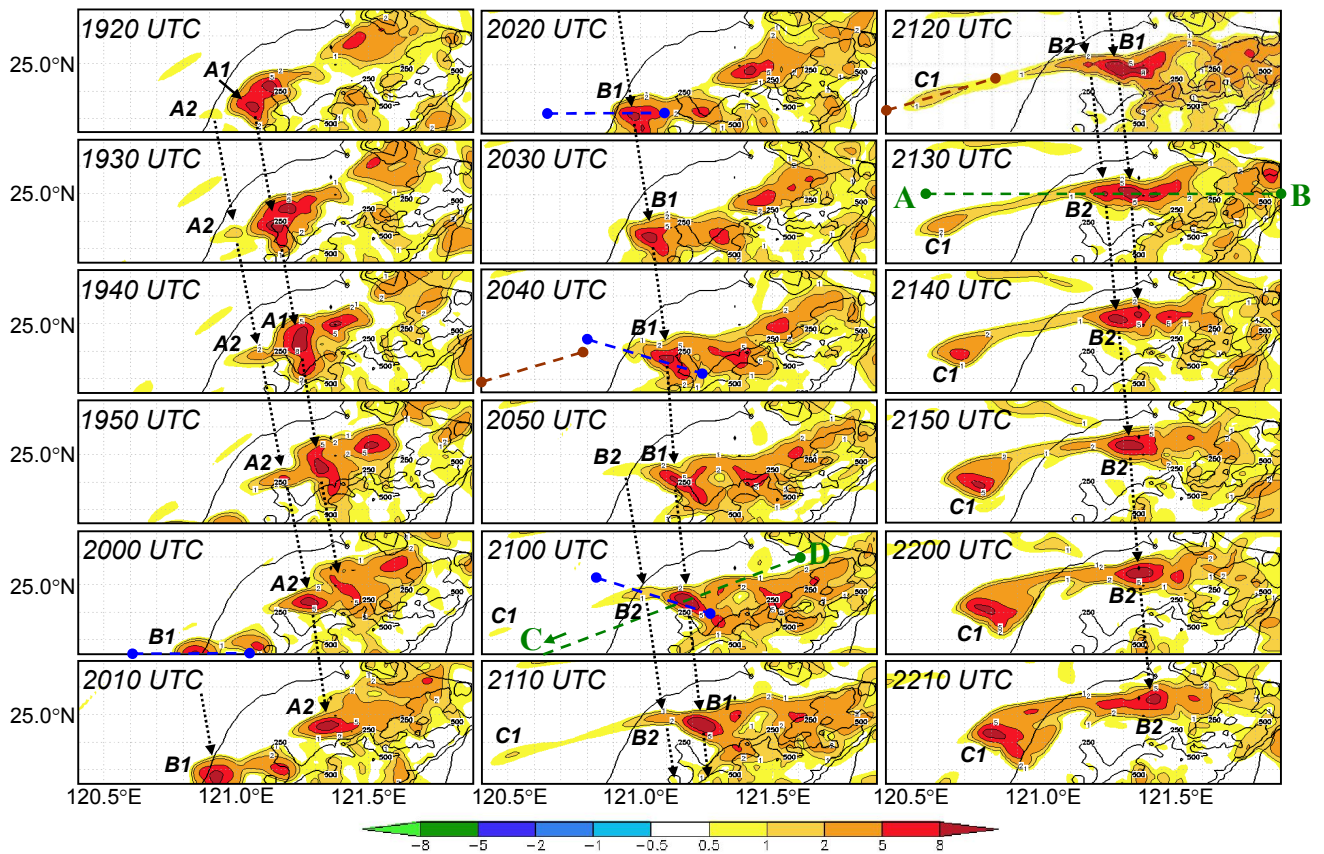 1920 UTC
A1
A2
25.0°N
1930 UTC
A2
25.0°N
1940 UTC
A1
A2
25.0°N
1950 UTC
A2
25.0°N
2000 UTC
A2
B1
25.0°N
2010 UTC
A2
B1
25.0°N
120.5°E 121.0°E 121.5°E
2020 UTC
B1
2030 UTC
B1
2040 UTC
B1
2050 UTC
B2 B1
2100 UTC
D
B2
C1
C
2110 UTC
B1
B2
C1
120.5°E 121.0°E 121.5°E
2120 UTC
B2 B1
C1
2130 UTC
A B
B2
C1
2140 UTC
B2
C1
2150 UTC
B2
C1
2200 UTC
B2
C1
2210 UTC
B2
C1
120.5°E 121.0°E 121.5°E
-8 -5 -2 -1 -0.5 0.5 1 2 5 8